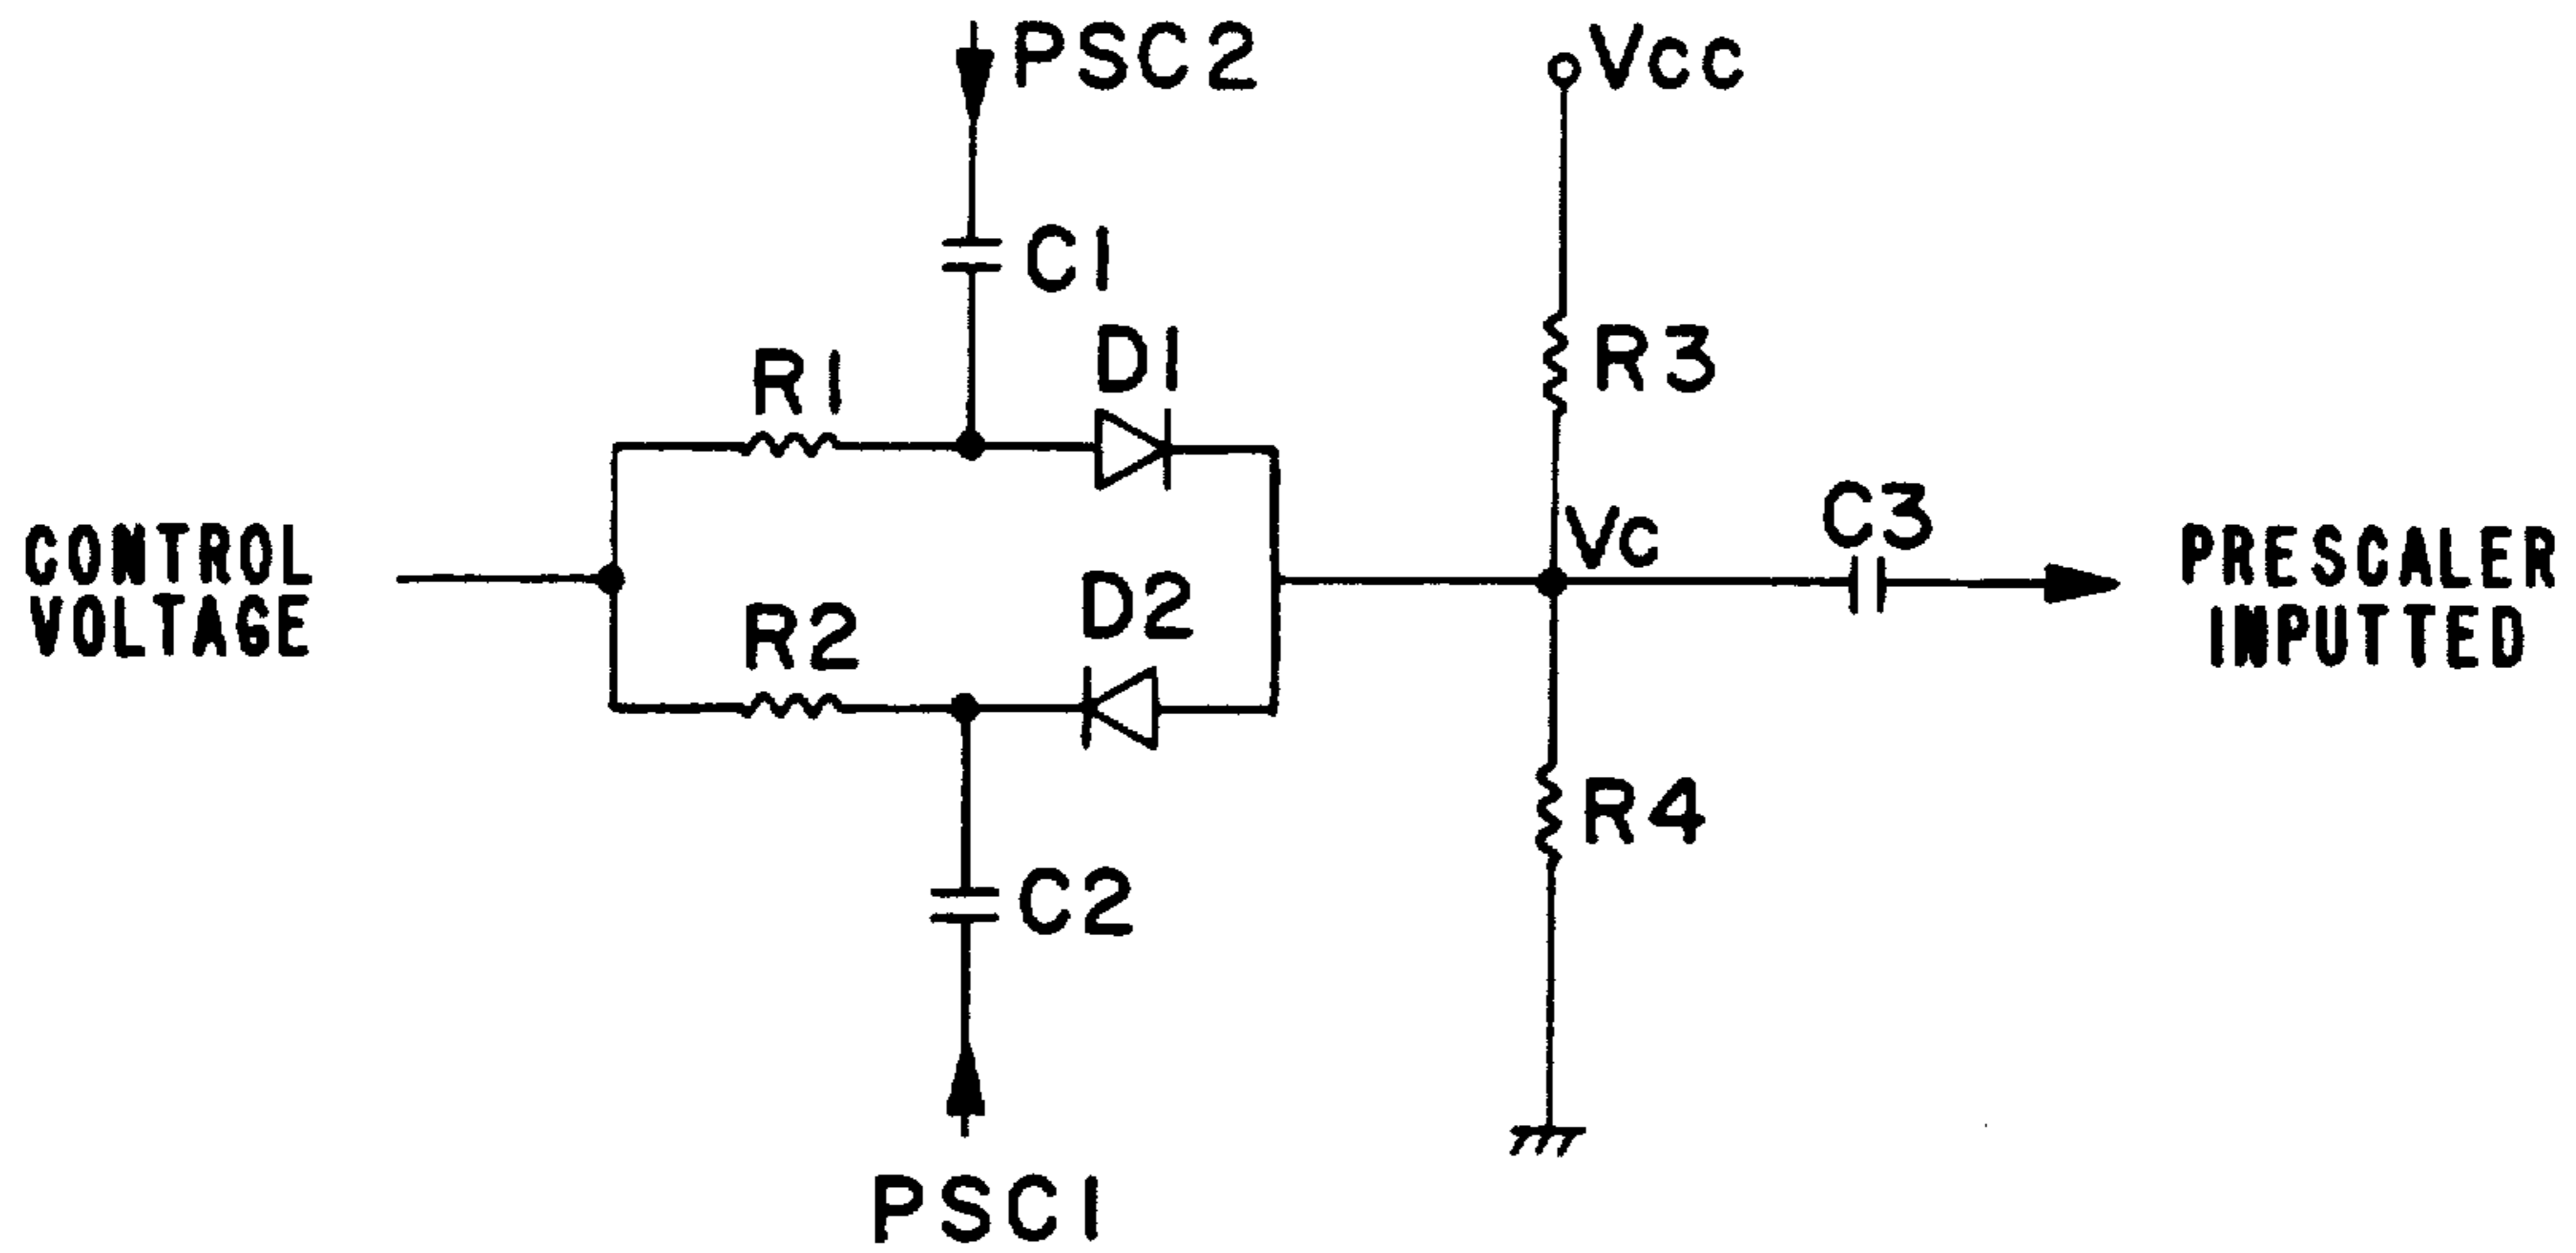 PSC2
Vcc
C1
D1
R1
R3
Vc
C3
CONTROL
VOLTAGE
PRESCALER
INPUTTED
D2
R2
R4
C2
PSC1